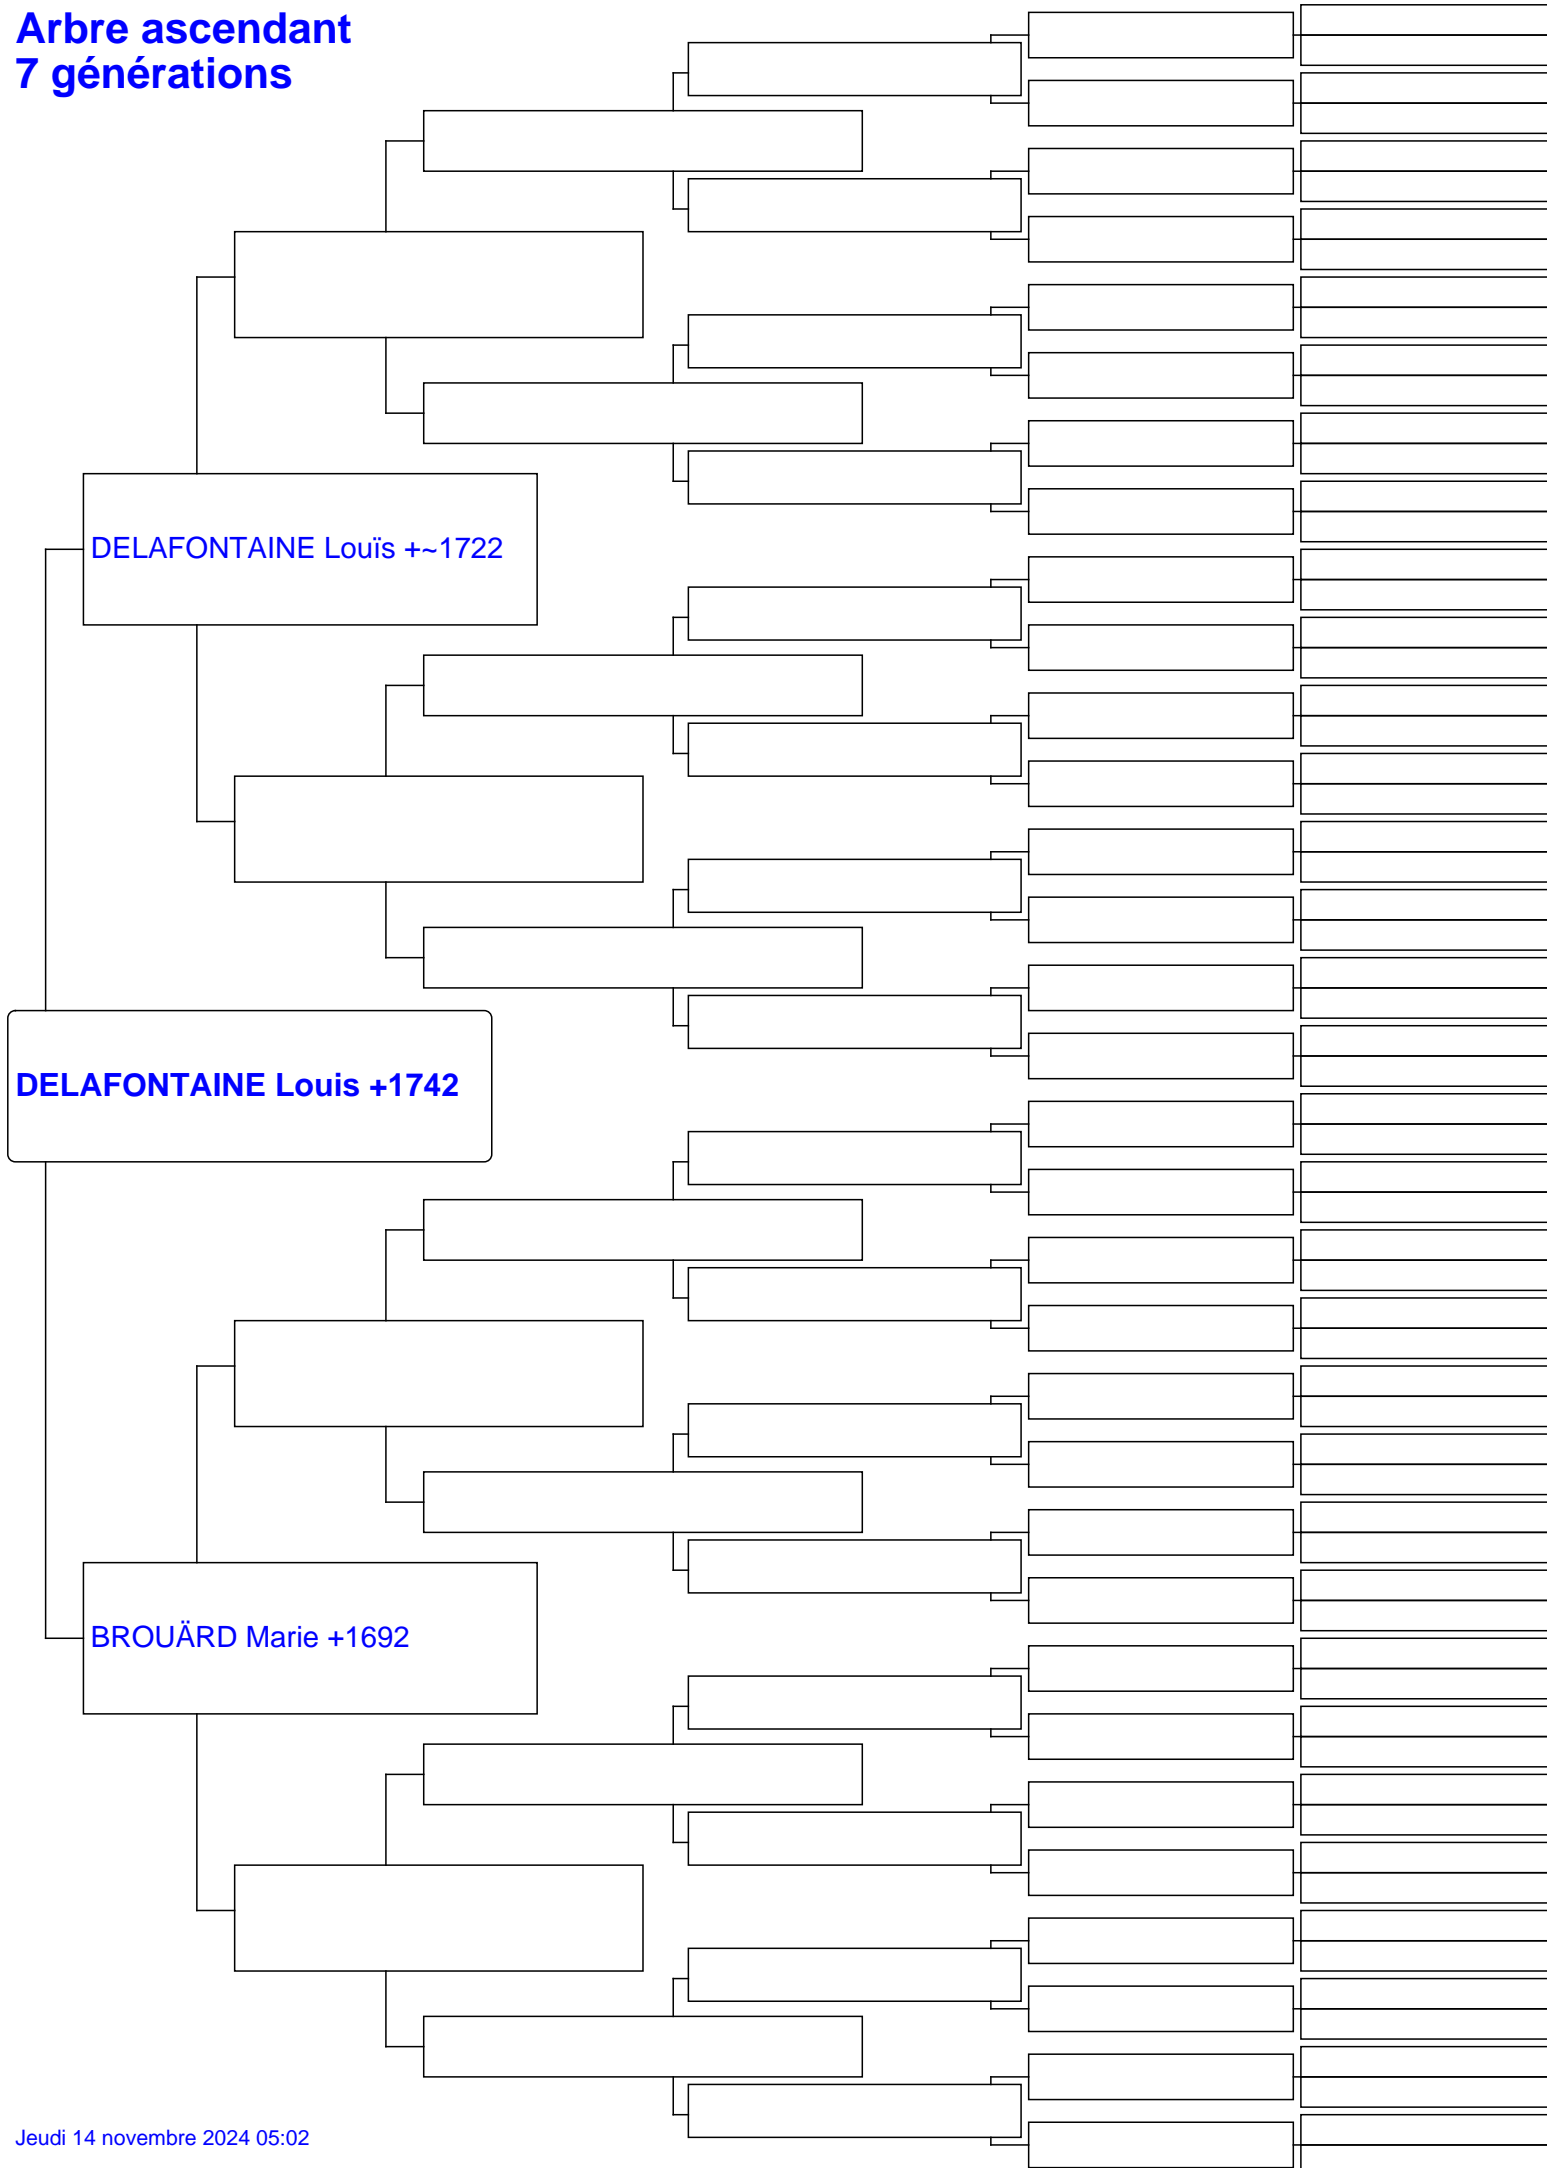 Arbre ascendant
7 générations
DELAFONTAINE Louïs +~1722
DELAFONTAINE Louis +1742
BROUÄRD Marie +1692
Jeudi 14 novembre 2024 05:02